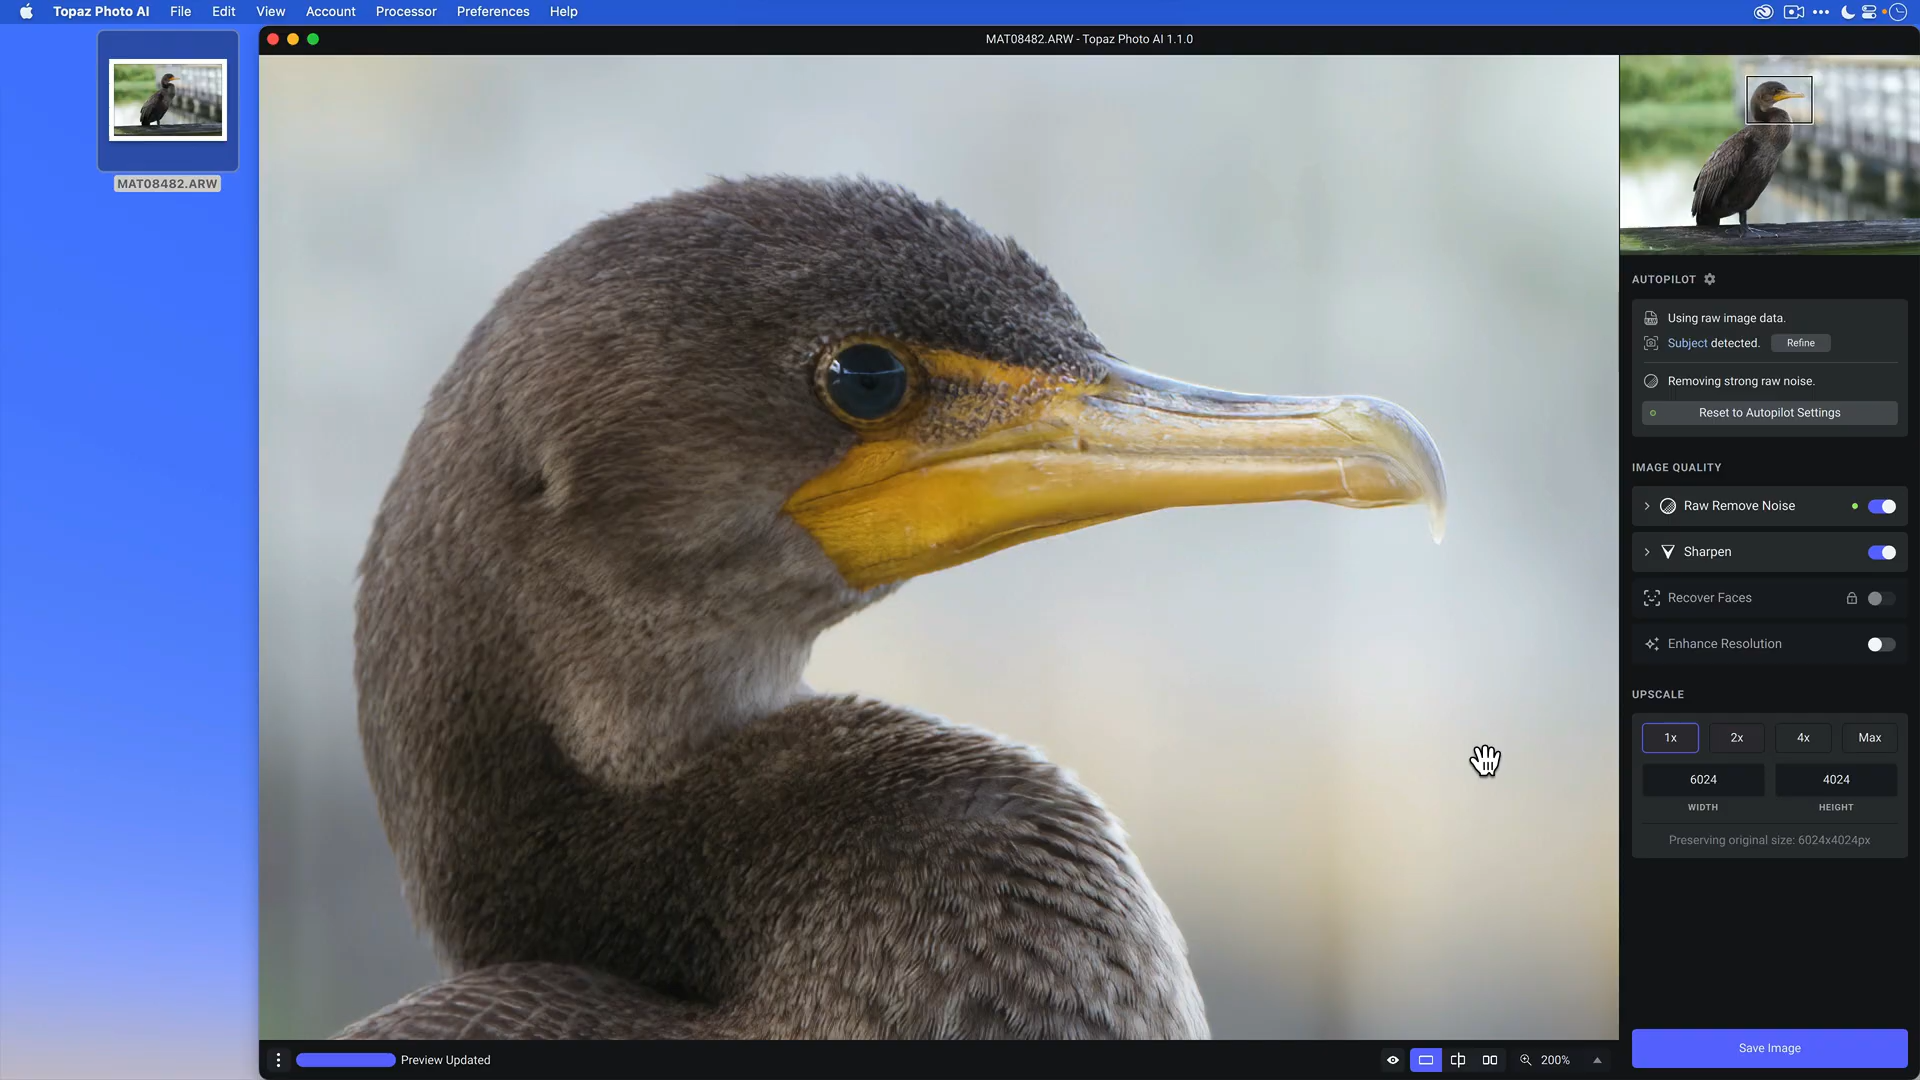 Topaz Photo AI File Edit View Account Processor Preferences Help
MAT08482.ARW - Topaz Photo AI 1.1.0
MAT08482.ARW
AUTOPILOT
Using raw image data.
Subject detected. Refine
Removing strong raw noise.
Reset to Autopilot Settings
IMAGE QUALITY
Raw Remove Noise
Sharpen
Recover Faces
Enhance Resolution
UPSCALE
1x 2x 4x Max
6024 4024
WIDTH HEIGHT
Preserving original size: 6024x4024px
Save Image
Preview Updated 200%